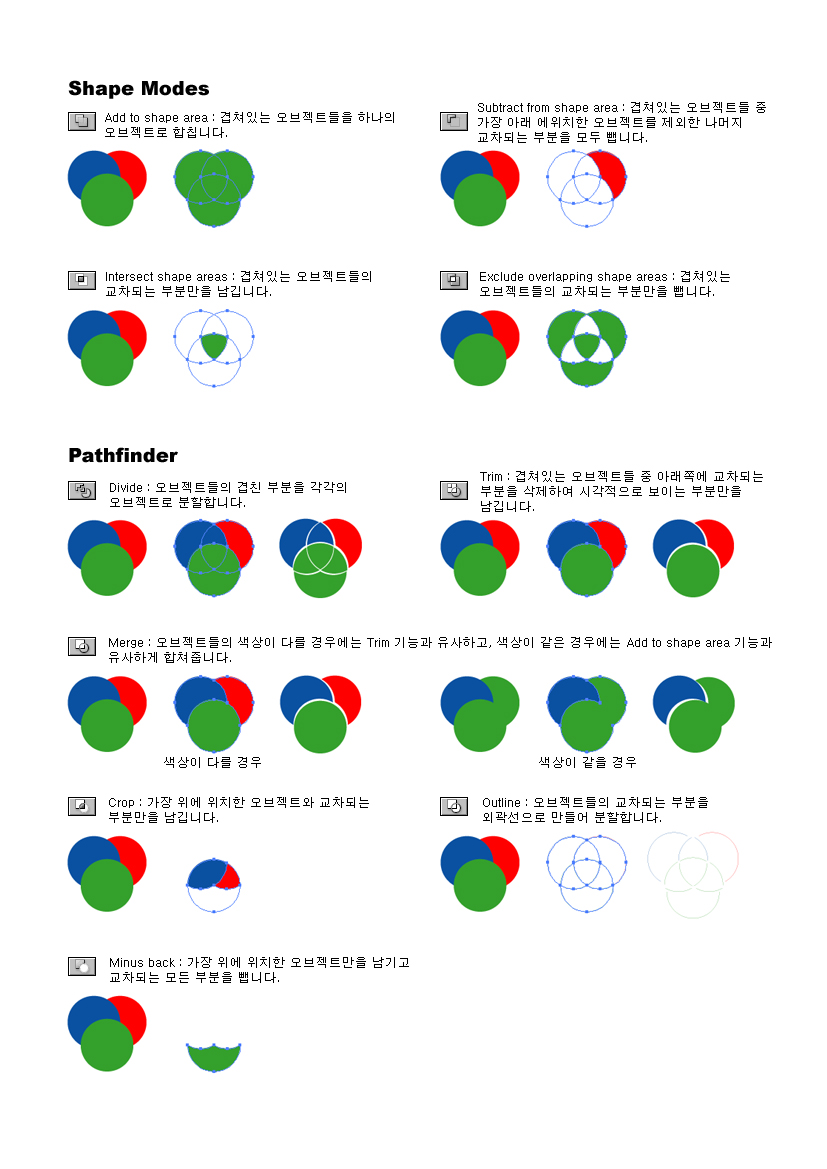 Shape Modes
Add to shape area : 겹쳐있는 오브젝트들을 하나의
오브젝트로 합칩니다.
Subtract from shape area : 겹쳐있는 오브젝트들 중
가장 아래 에위치한 오브젝트를 제외한 나머지
교차되는 부분을 모두 뺍니다.
Intersect shape areas : 겹쳐있는 오브젝트들의
교차되는 부분만을 남깁니다.
Exclude overlapping shape areas : 겹쳐있는
오브젝트들의 교차되는 부분만을 뺍니다.
Pathfinder
Divide : 오브젝트들의 겹친 부분을 각각의
오브젝트로 분할합니다.
Trim : 겹쳐있는 오브젝트들 중 아래쪽에 교차되는
부분을 삭제하여 시각적으로 보이는 부분만을
남깁니다.
Merge : 오브젝트들의 색상이 다를 경우에는 Trim 기능과 유사하고, 색상이 같은 경우에는 Add to shape area 기능과
유사하게 합쳐줍니다.
색상이 다를 경우
색상이 같을 경우
Crop : 가장 위에 위치한 오브젝트와 교차되는
부분만을 남깁니다.
Outline : 오브젝트들의 교차되는 부분을
외곽선으로 만들어 분할합니다.
Minus back : 가장 위에 위치한 오브젝트만을 남기고
교차되는 모든 부분을 뺍니다.